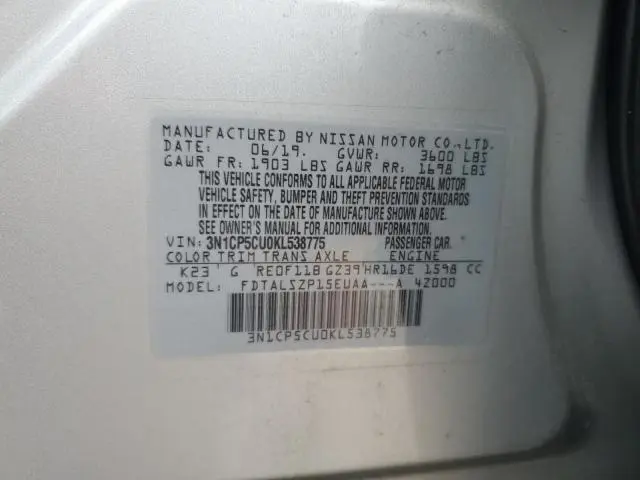 MANUFACTURED BY NISSAN MOTOR CO.,LTD.
DATE: 06/19. GVWR: 3600 LBS
GAWR FR: 1903 LBS GAWR RR: 1698 LBS
THIS VEHICLE CONFORMS TO ALL APPLICABLE FEDERAL MOTOR
VEHICLE SAFETY, BUMPER AND THEFT PREVENTION STANDARDS
IN EFFECT ON THE DATE OF MANUFACTURE SHOWN ABOVE.
SEE OWNER'S MANUAL FOR ADDITIONAL INFORMATION
VIN: 3N1CP5CU0KL538775 PASSENGER CAR.
COLOR TRIM TRANS AXLE ENGINE
K23 G RE0F11B GZ39 HR16DE 1598 CC
MODEL: FDTALSZP15EUAA---A 4Z000
3N1CP5CU0KL538775